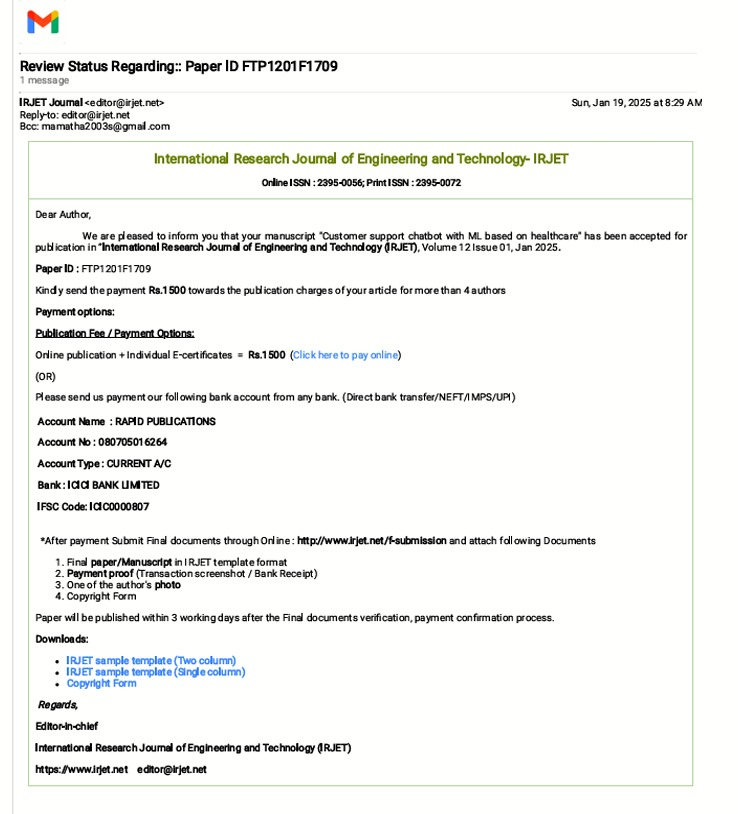 Review Status Regarding:: Paper ID FTP1201F1709
1 message
IRJET Journal <editor@irjet.net> Sun, Jan 19, 2025 at 8:29 AM
Reply-to: editor@irjet.net
Bcc: mamatha2003s@gmail.com
International Research Journal of Engineering and Technology- IRJET
Online ISSN : 2395-0056; Print ISSN : 2395-0072
Dear Author,
We are pleased to inform you that your manuscript "Customer support chatbot with ML based on healthcare" has been accepted for
publication in "International Research Journal of Engineering and Technology (IRJET), Volume 12 Issue 01, Jan 2025.
Paper ID : FTP1201F1709
Kindly send the payment Rs.1500 towards the publication charges of your article for more than 4 authors
Payment options:
Publication Fee / Payment Options:
Online publication + Individual E-certificates = Rs.1500 (Click here to pay online)
(OR)
Please send us payment our following bank account from any bank. (Direct bank transfer/NEFT/IMPS/UPI)
Account Name : RAPID PUBLICATIONS
Account No : 080705016264
Account Type : CURRENT A/C
Bank : ICICI BANK LIMITED
IFSC Code: ICIC0000807
*After payment Submit Final documents through Online : http://www.irjet.net/f-submission and attach following Documents
1. Final paper/Manuscript in IRJET template format
2. Payment proof (Transaction screenshot / Bank Receipt)
3. One of the author's photo
4. Copyright Form
Paper will be published within 3 working days after the Final documents verification, payment confirmation process.
Downloads:
• IRJET sample template (Two column)
• IRJET sample template (Single column)
• Copyright Form
Regards,
Editor-in-chief
International Research Journal of Engineering and Technology (IRJET)
https://www.irjet.net editor@irjet.net